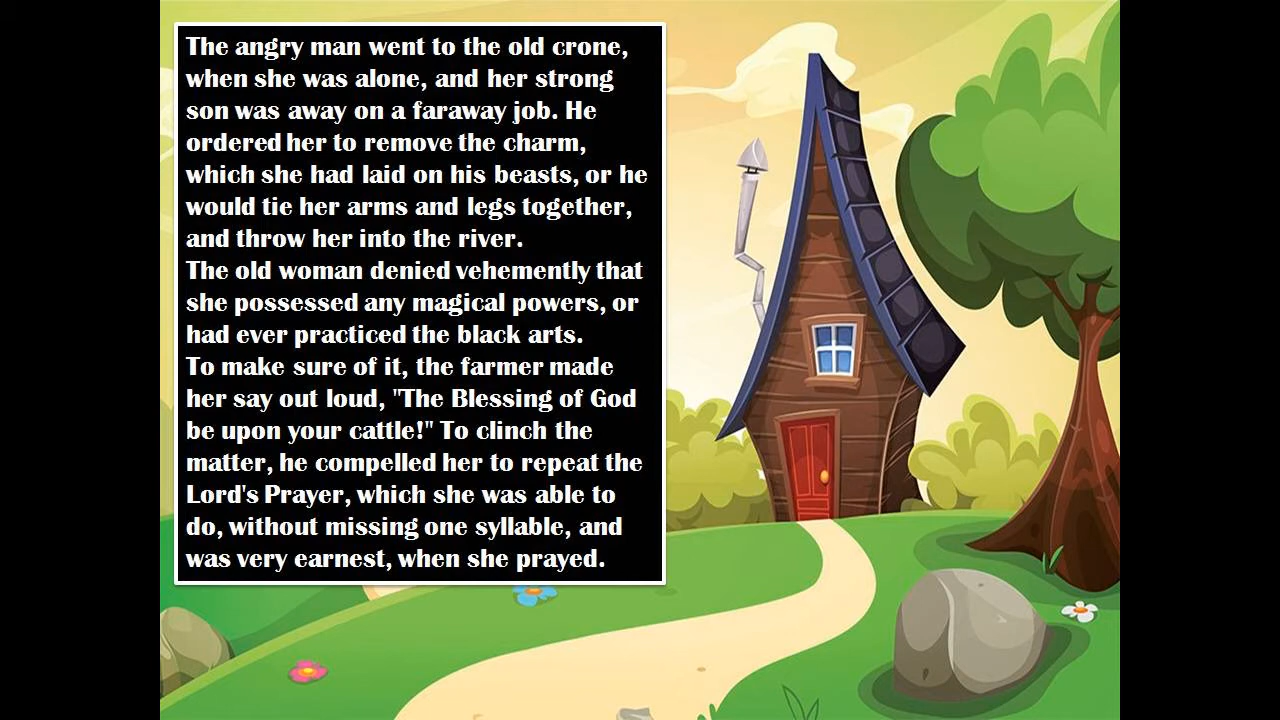 The angry man went to the old crone,
when she was alone, and her strong
son was away on a faraway job. He
ordered her to remove the charm,
which she had laid on his beasts, or he
would tie her arms and legs together,
and throw her into the river.
The old woman denied vehemently that
she possessed any magical powers, or
had ever practiced the black arts.
To make sure of it, the farmer made
her say out loud, "The Blessing of God
be upon your cattle!" To clinch the
matter, he compelled her to repeat the
Lord's Prayer, which she was able to
do, without missing one syllable, and
was very earnest, when she prayed.